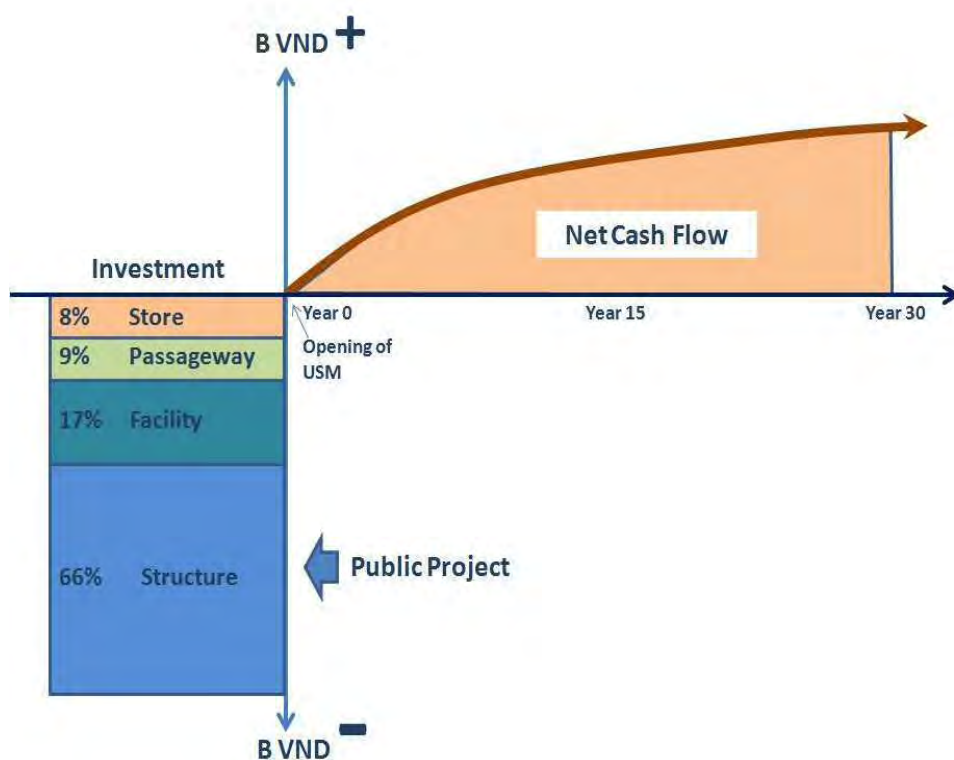 B VND +
Net Cash Flow
Investment
8% Store
Year 0
Year 15
Year 30
9% Passageway
Opening of
USM
17% Facility
66% Structure
Public Project
B VND -